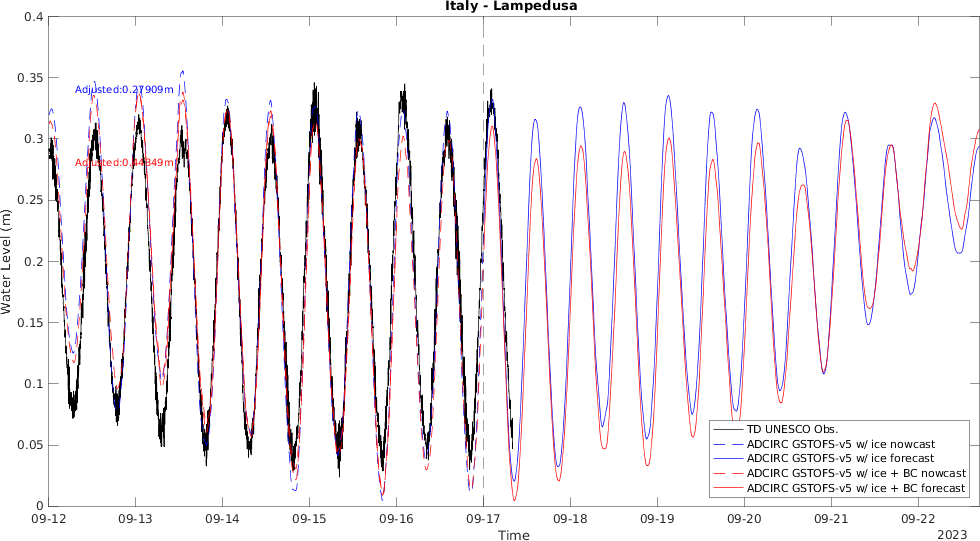 Italy - Lampedusa
0.4
0.35
0.3
0.25
0.2
0.15
0.1
0.05
0
Water Level (m)
Adjusted:0.27909m
Adjusted:0.44849m
TD UNESCO Obs.
ADCIRC GSTOFS-v5 w/ ice nowcast
ADCIRC GSTOFS-v5 w/ ice forecast
ADCIRC GSTOFS-v5 w/ ice + BC nowcast
ADCIRC GSTOFS-v5 w/ ice + BC forecast
09-12 09-13 09-14 09-15 09-16 09-17 09-18 09-19 09-20 09-21 09-22
Time
2023